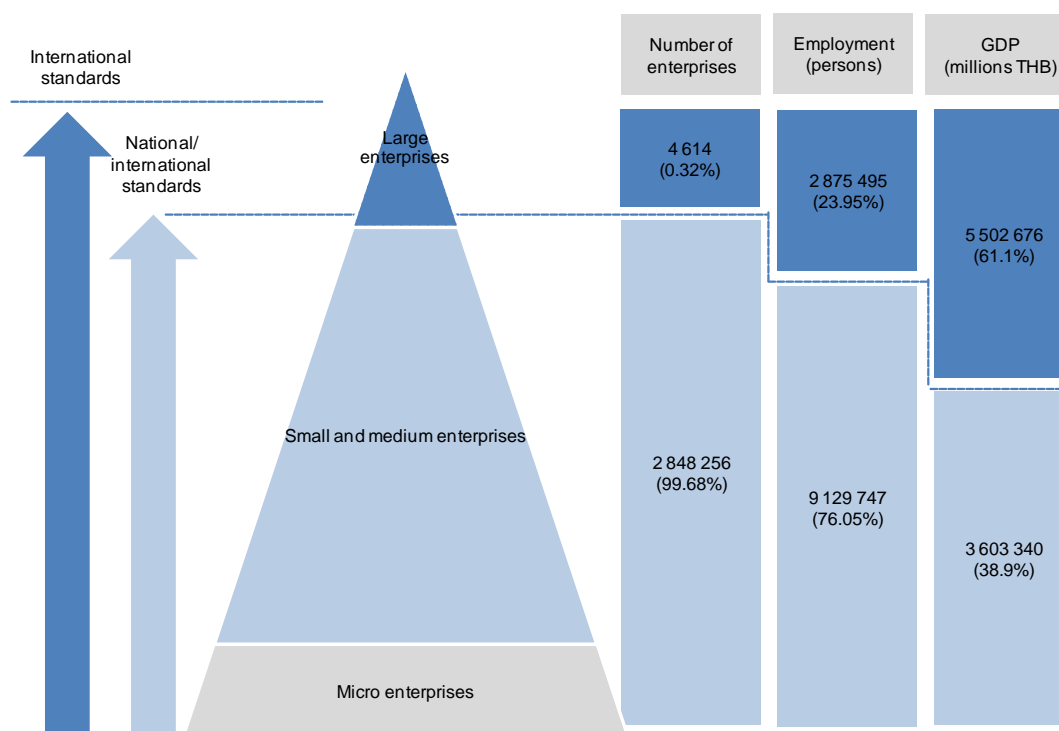 International
standards
National/
international
standards
Large
enterprises
Small and medium enterprises
Micro enterprises
Number of
enterprises
4 614
(0.32%)
2 848 256
(99.68%)
Employment
(persons)
2 875 495
(23.95%)
9 129 747
(76.05%)
GDP
(millions THB)
5 502 676
(61.1%)
3 603 340
(38.9%)